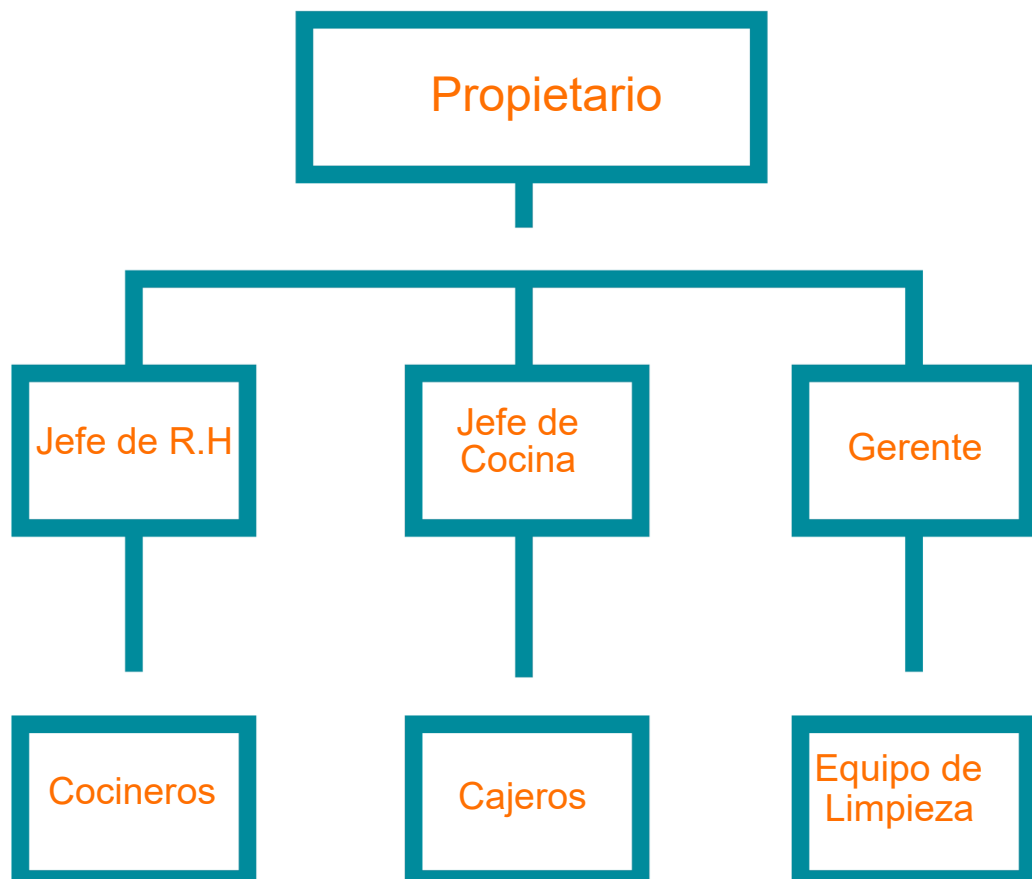 Propietario
Jefe de R.H
Jefe de
Cocina
Gerente
Cocineros
Cajeros
Equipo de
Limpieza